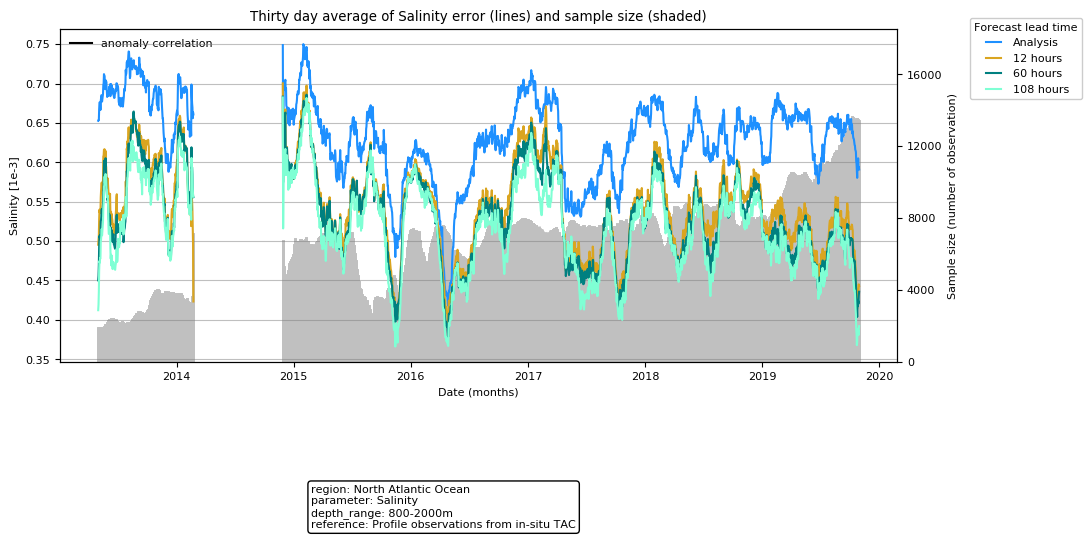 Thirty day average of Salinity error (lines) and sample size (shaded)
Forecast lead time
Analysis
12 hours
60 hours
108 hours
anomaly correlation
Salinity [1e-3]
0.75
0.70
0.65
0.60
0.55
0.50
0.45
0.40
0.35
16000
12000
8000
4000
0
Sample size (number of observation)
2014 2015 2016 2017 2018 2019 2020
Date (months)
region: North Atlantic Ocean
parameter: Salinity
depth_range: 800-2000m
reference: Profile observations from in-situ TAC